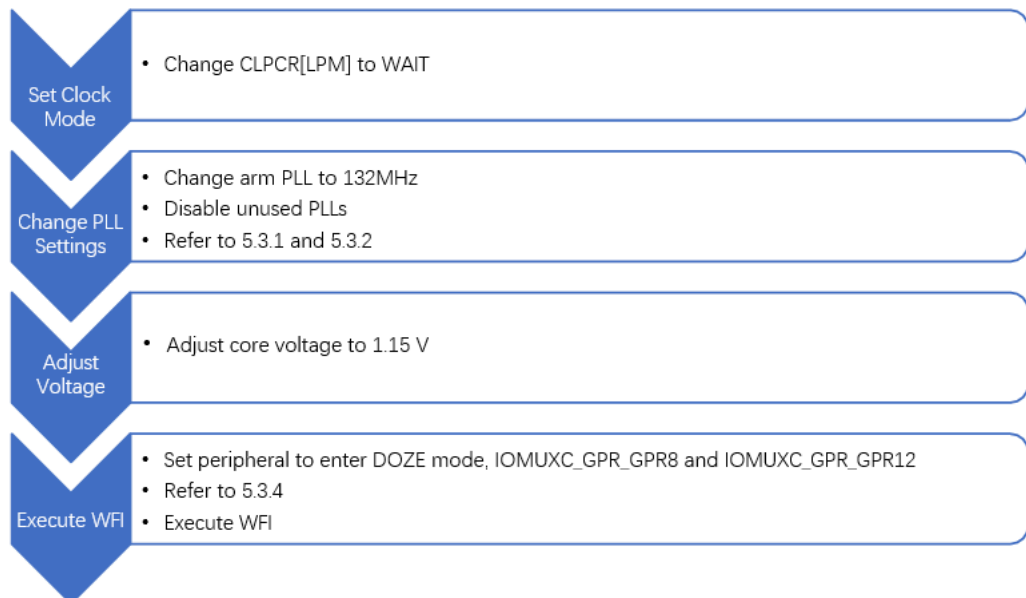 Set Clock
Mode
• Change CLPCR[LPM] to WAIT
Change PLL
Settings
• Change arm PLL to 132MHz
• Disable unused PLLs
• Refer to 5.3.1 and 5.3.2
Adjust
Voltage
• Adjust core voltage to 1.15 V
Execute WFI
• Set peripheral to enter DOZE mode, IOMUXC_GPR_GPR8 and IOMUXC_GPR_GPR12
• Refer to 5.3.4
• Execute WFI